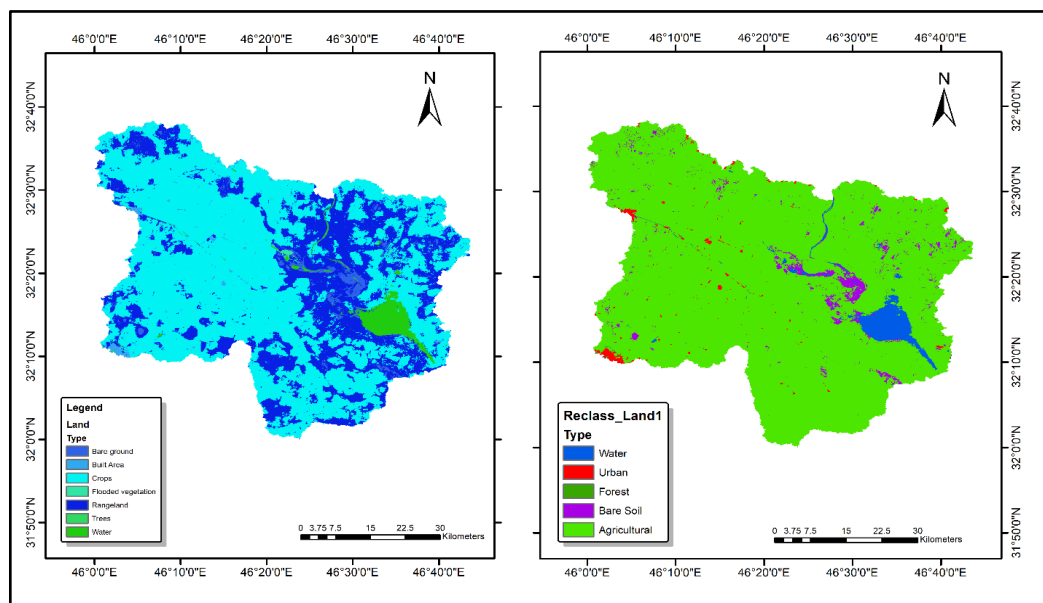 46°0'0"E 46°10'0"E 46°20'0"E 46°30'0"E 46°40'0"E
N
32°40'0"N
32°30'0"N
32°20'0"N
32°10'0"N
32°0'0"N
31°50'0"N
Legend
Land
Type
Bare ground
Built Area
Crops
Flooded vegetation
Rangeland
Trees
Water
0 3.75 7.5 15 22.5 30
Kilometers
46°0'0"E 46°10'0"E 46°20'0"E 46°30'0"E 46°40'0"E
46°0'0"E 46°10'0"E 46°20'0"E 46°30'0"E 46°40'0"E
N
32°40'0"N
32°30'0"N
32°20'0"N
32°10'0"N
32°0'0"N
31°50'0"N
Reclass_Land1
Type
Water
Urban
Forest
Bare Soil
Agricultural
0 3.75 7.5 15 22.5 30
Kilometers
46°0'0"E 46°10'0"E 46°20'0"E 46°30'0"E 46°40'0"E